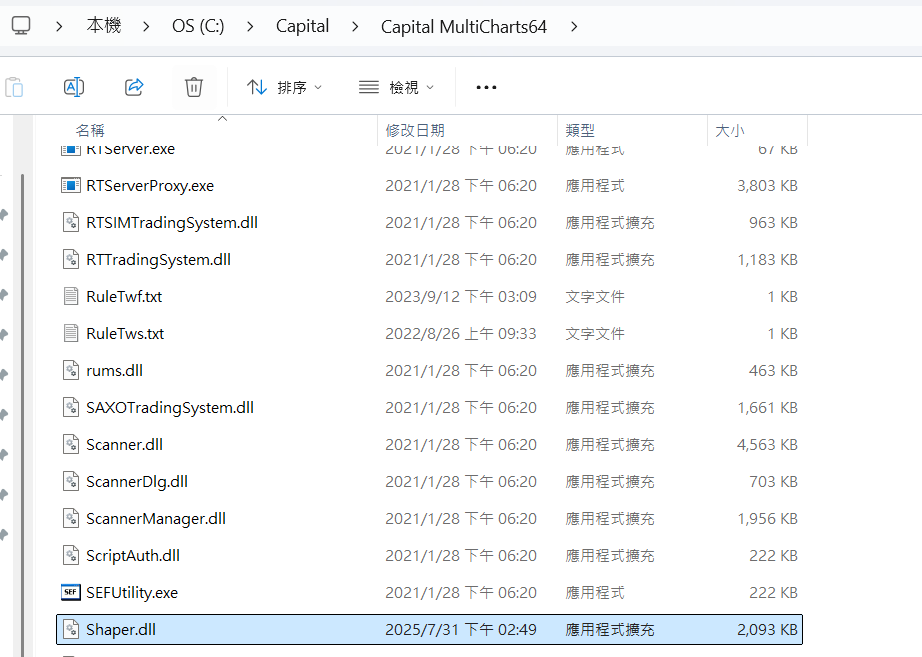 本機 > OS (C:) > Capital > Capital MultiCharts64 >
排序 檢視
名稱 修改日期 類型 大小
RTServer.exe 2021/1/28 下午 06:20 應用程式 67 KB
RTServerProxy.exe 2021/1/28 下午 06:20 應用程式 3,803 KB
RTSIMTradingSystem.dll 2021/1/28 下午 06:20 應用程式擴充 963 KB
RTTradingSystem.dll 2021/1/28 下午 06:20 應用程式擴充 1,183 KB
RuleTwf.txt 2023/9/12 下午 03:09 文字文件 1 KB
RuleTws.txt 2022/8/26 上午 09:33 文字文件 1 KB
rums.dll 2021/1/28 下午 06:20 應用程式擴充 463 KB
SAXOTradingSystem.dll 2021/1/28 下午 06:20 應用程式擴充 1,661 KB
Scanner.dll 2021/1/28 下午 06:20 應用程式擴充 4,563 KB
ScannerDlg.dll 2021/1/28 下午 06:20 應用程式擴充 703 KB
ScannerManager.dll 2021/1/28 下午 06:20 應用程式擴充 1,956 KB
ScriptAuth.dll 2021/1/28 下午 06:20 應用程式擴充 222 KB
SEF SEFUtility.exe 2021/1/28 下午 06:20 應用程式 222 KB
Shaper.dll 2025/7/31 下午 02:49 應用程式擴充 2,093 KB